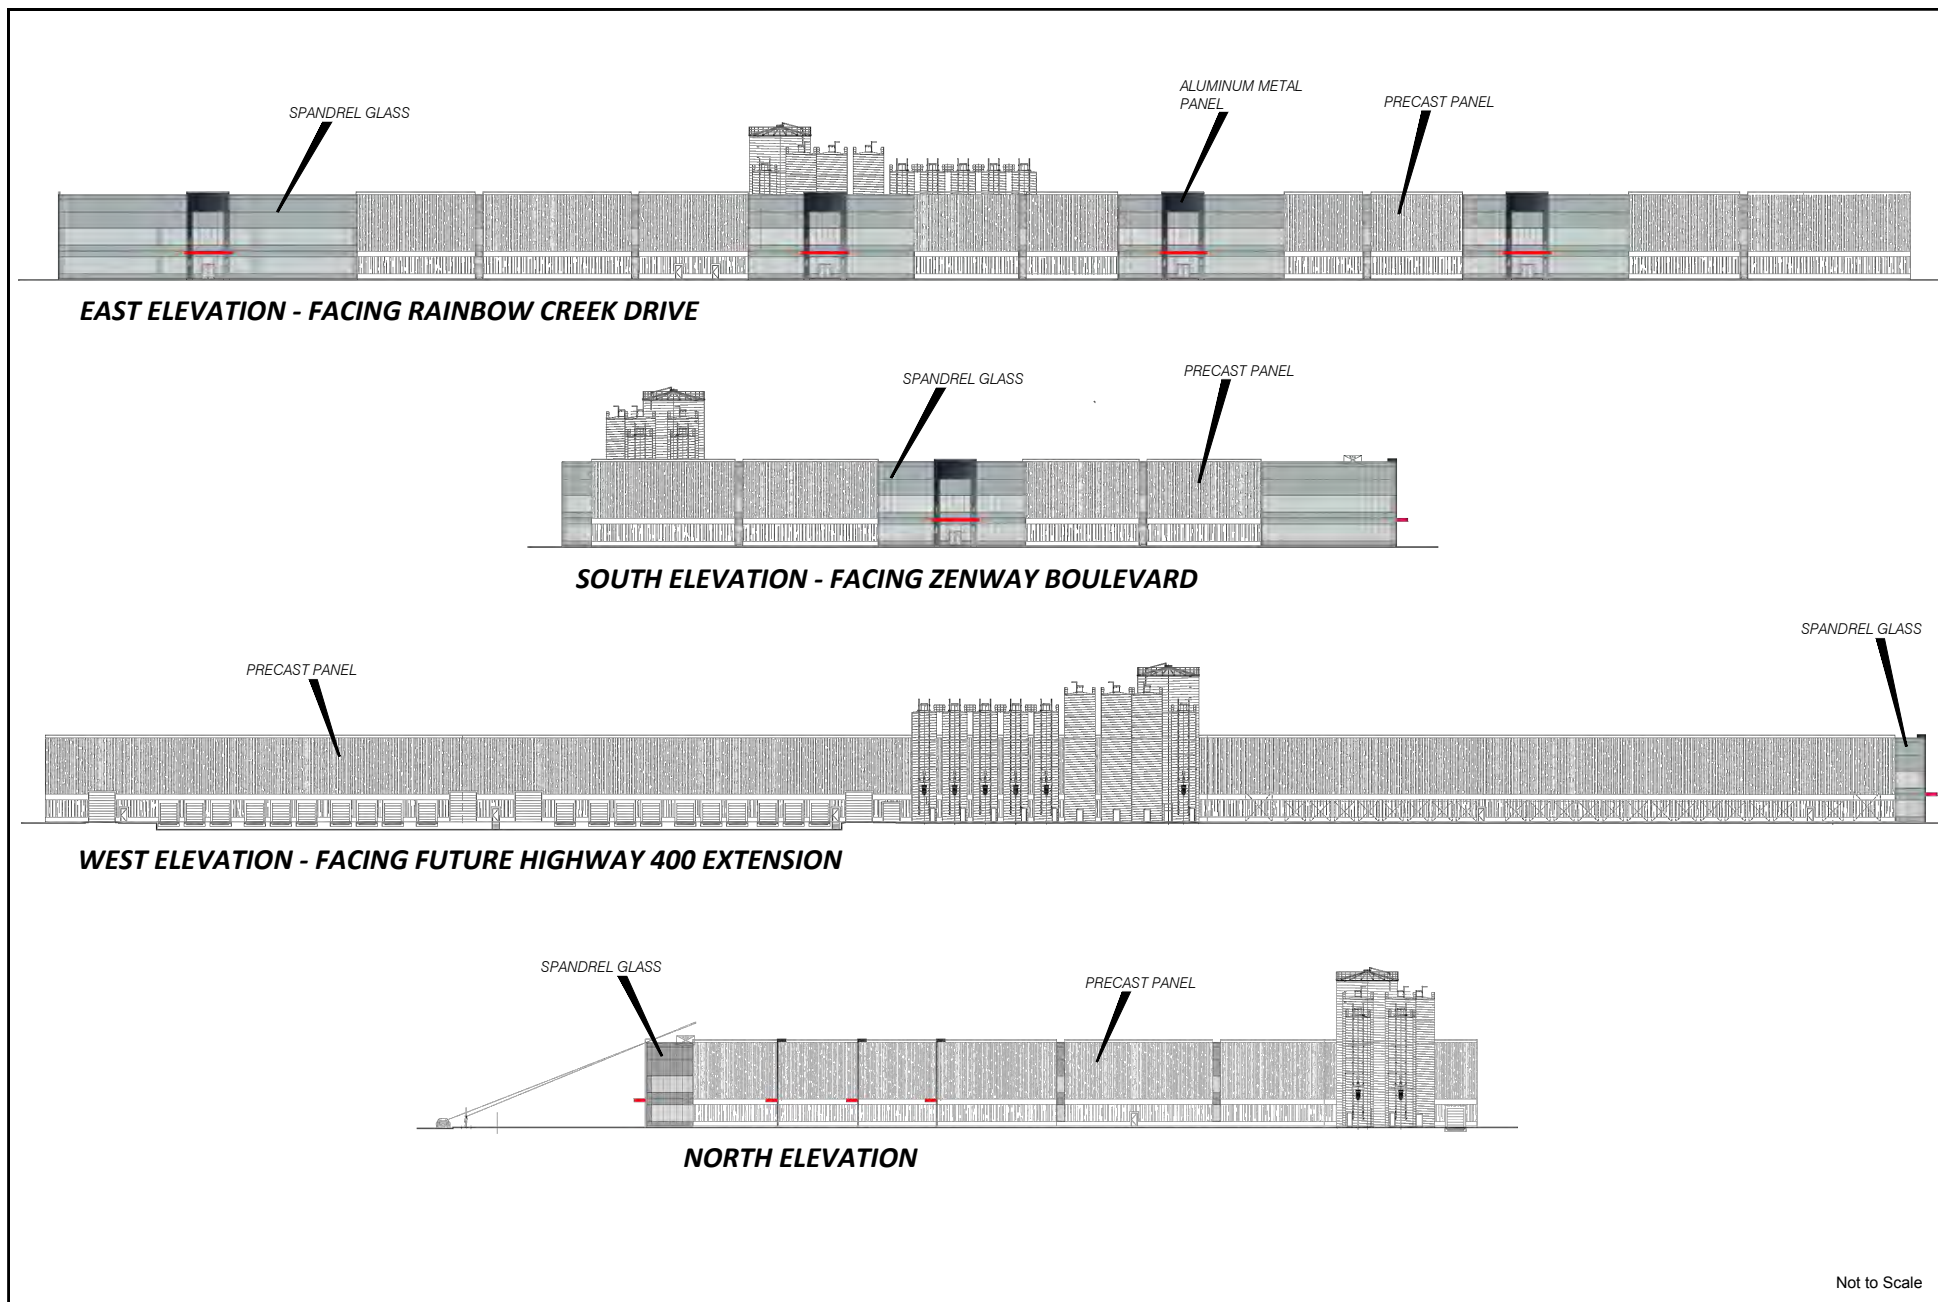 ALUMINUM METAL
PANEL
PRECAST PANEL
SPANDREL GLASS
EAST ELEVATION - FACING RAINBOW CREEK DRIVE
PRECAST PANEL
SPANDREL GLASS
SOUTH ELEVATION - FACING ZENWAY BOULEVARD
SPANDREL GLASS
PRECAST PANEL
WEST ELEVATION - FACING FUTURE HIGHWAY 400 EXTENSION
SPANDREL GLASS
PRECAST PANEL
NORTH ELEVATION
Not to Scale